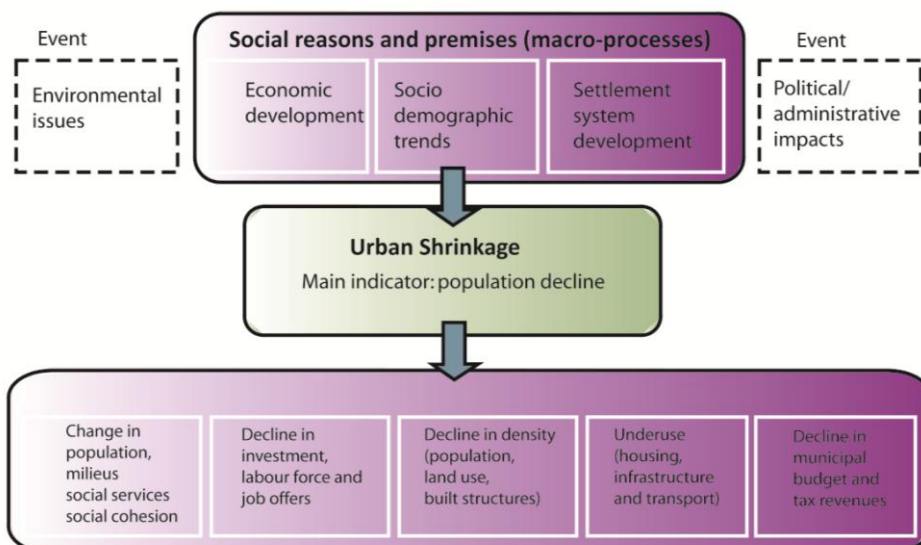 Event
Environmental
issues
Social reasons and premises (macro-processes)
Economic
development
Socio
demographic
trends
Settlement
system
development
Event
Political/
administrative
impacts
Urban Shrinkage
Main indicator: population decline
Change in
population,
milieus
social services
social cohesion
Decline in
investment,
labour force and
job offers
Decline in density
(population,
land use,
built structures)
Underuse
(housing,
infrastructure
and transport)
Decline in
municipal
budget and
tax revenues